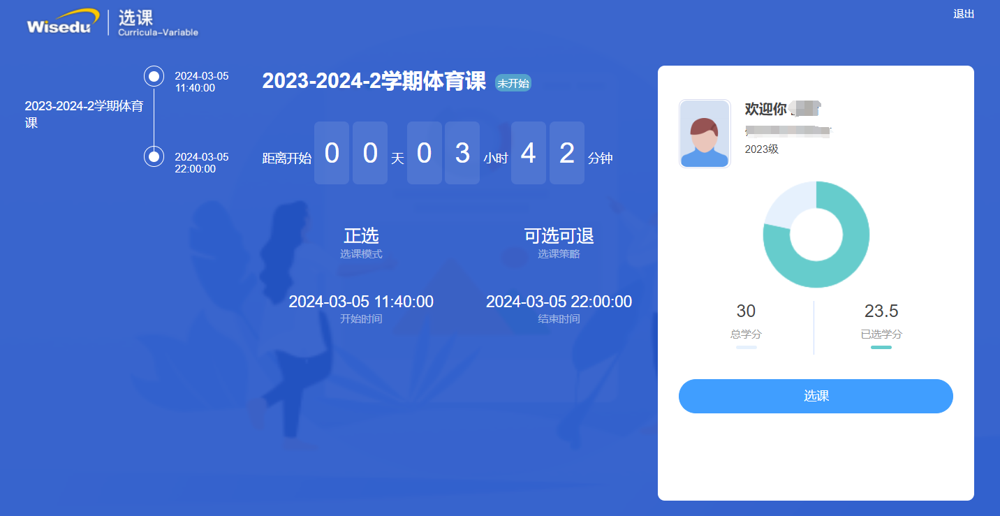 Wisedu
选课
Curricula-Variable
退出
2023-2024-2学期体育
课
2024-03-05
11:40:00
2024-03-05
22:00:00
2023-2024-2学期体育课 未开始
距离开始 0 0 天 0 3 小时 4 2 分钟
正选
选课模式
可选可退
选课策略
2024-03-05 11:40:00
开始时间
2024-03-05 22:00:00
结束时间
欢迎你
2023级
30
总学分
23.5
已选学分
选课